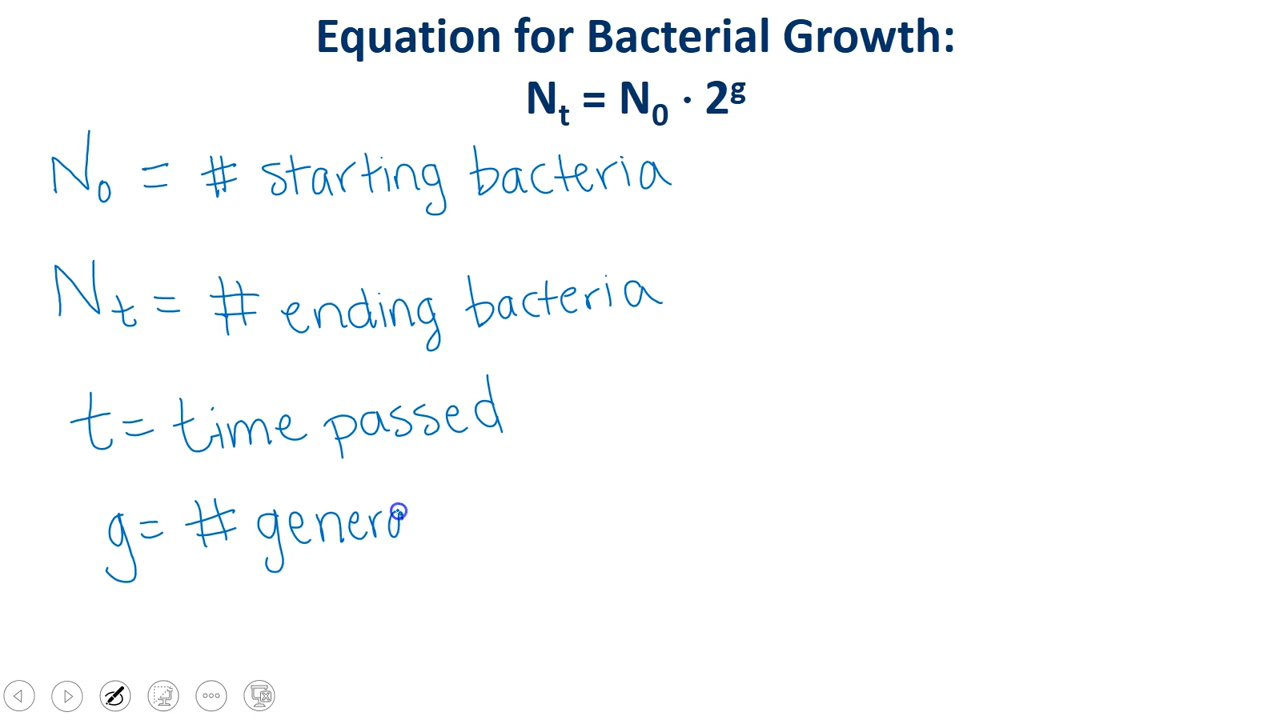 Equation for Bacterial Growth:
Nₜ = N₀ · 2ᵍ
N₀ = # starting bacteria
Nₜ = # ending bacteria
t = time passed
g = # genera